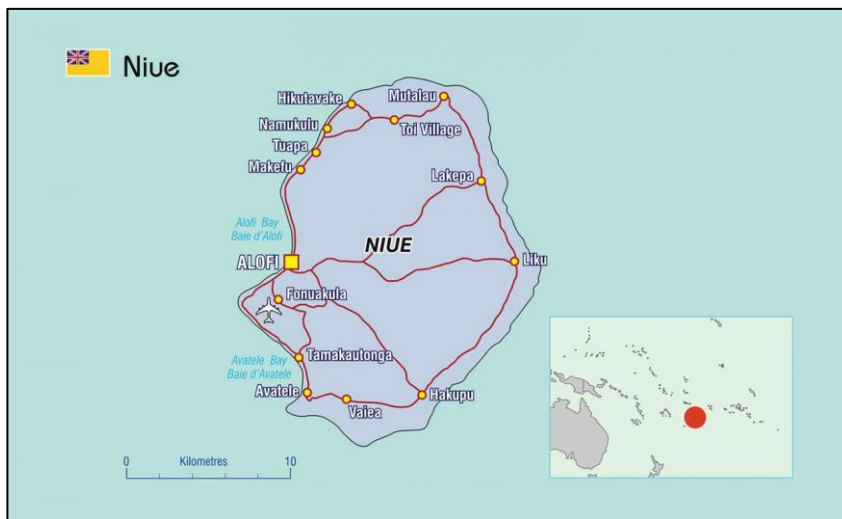 Niue
Hikutavake
Mutalau
Namukulu
Toi Village
Tuapa
Makefu
Lakepa
Alofi Bay
Baie d'Alofi
NIUE
ALOFI
Liku
Fonuakula
Tamakautonga
Avatele Bay
Baie d'Avatele
Avatele
Vaiea
Hakupu
0 Kilometres 10